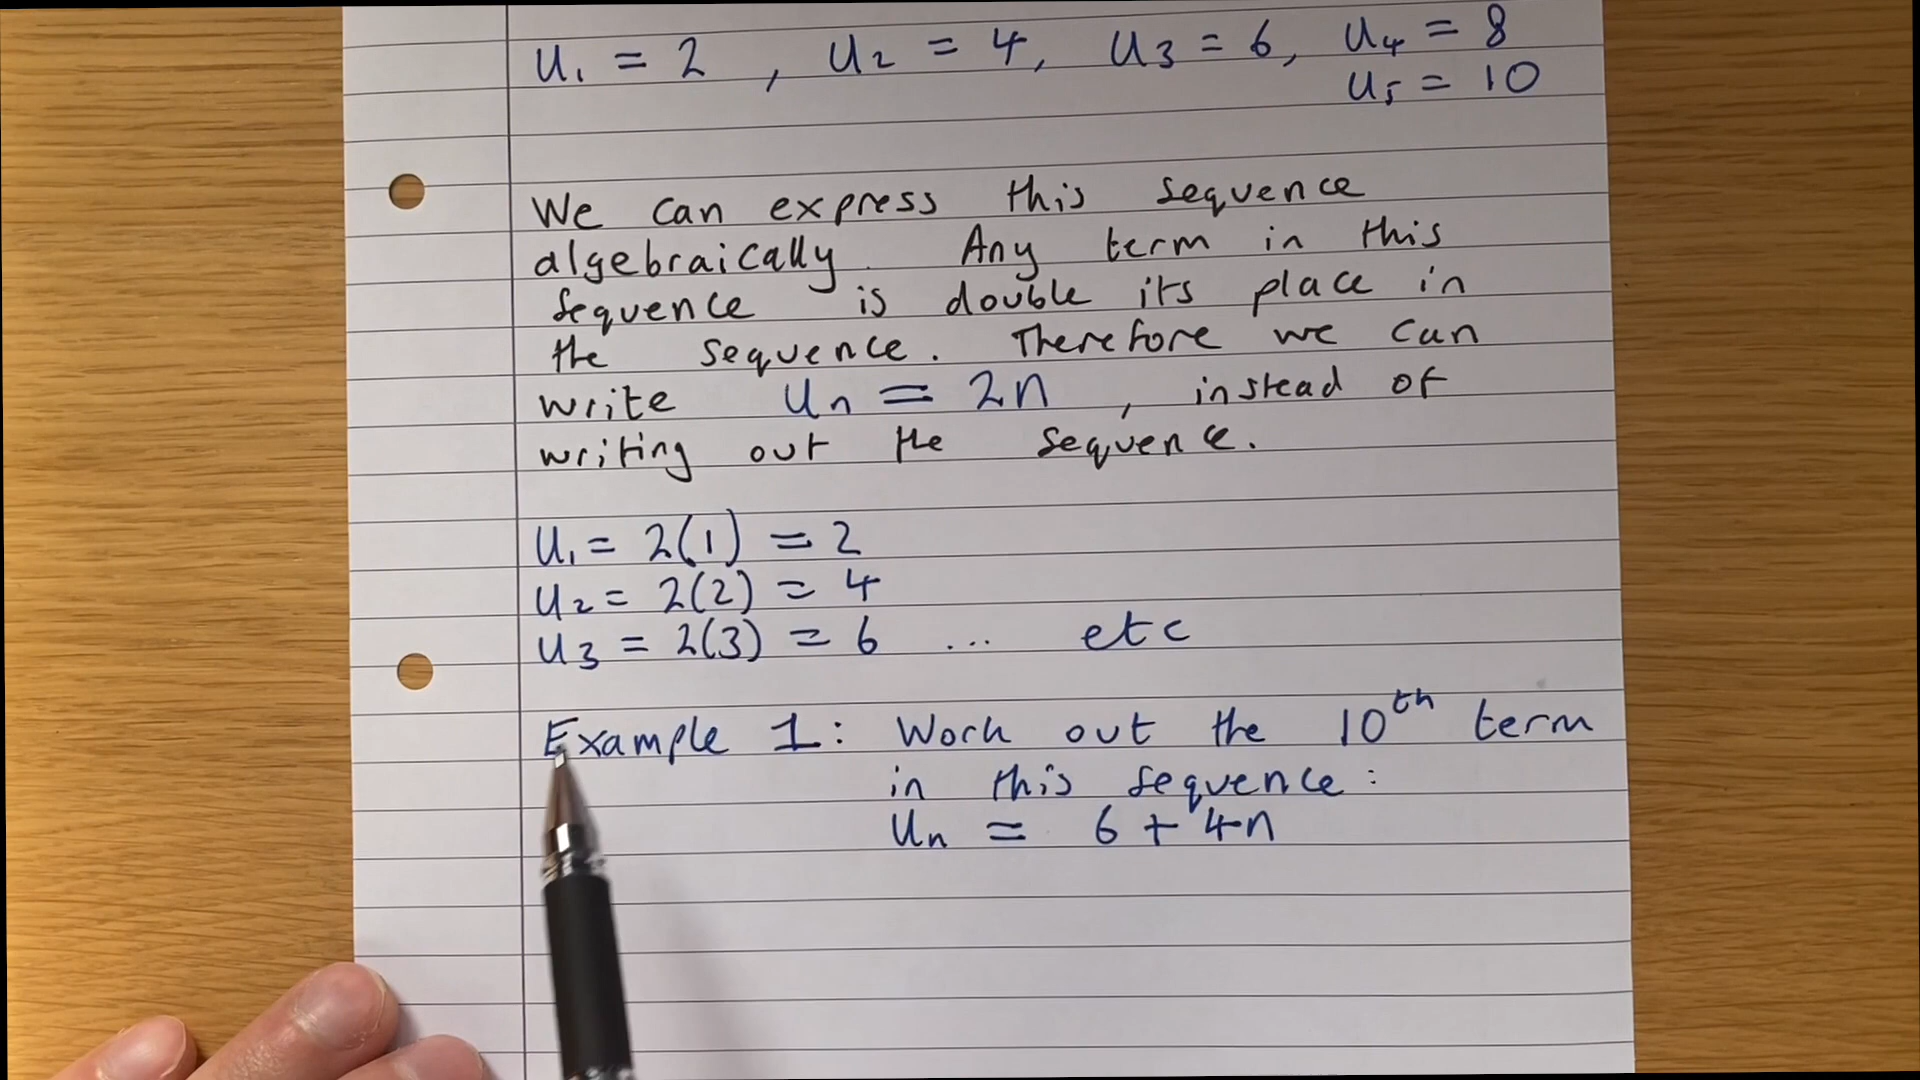 u₁ = 2 , u₂ = 4, u₃ = 6, u₄ = 8
u₅ = 10
We can express this sequence
algebraically. Any term in this
sequence is double its place in
the sequence. Therefore we can
write uₙ = 2n , instead of
writing out the sequence.
u₁ = 2(1) = 2
u₂ = 2(2) = 4
u₃ = 2(3) = 6 ... etc
Example 1: Work out the 10ᵗʰ term
in this sequence:
uₙ = 6 + 4n